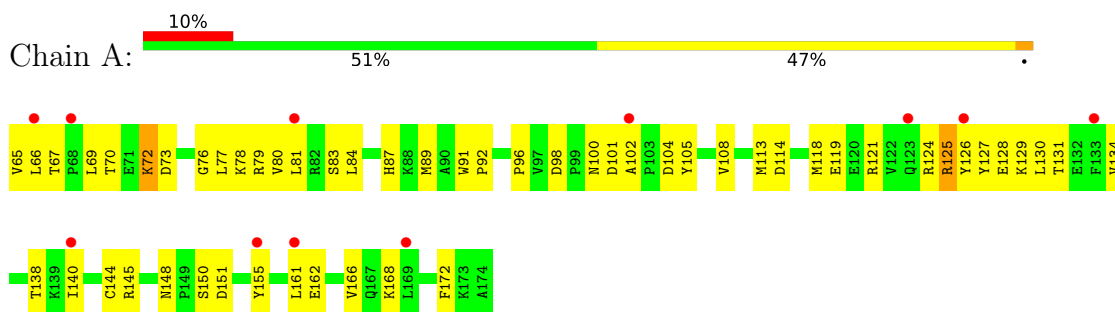 10%
Chain A:
51% 47% •
V65 L66 T67 P68 L69 T70 E71 K72 D73 G76 L77 K78 R79 V80 L81 R82 S83 L84 H87 K88 M89 A90 W91 P92 P96 V97 D98 P99 N100 D101 A102 P103 D104 Y105 V108 M113 D114 M118 E119 E120 R121 V122 Q123 R124 R125 Y126 Y127 E128 K129 L130 T131 E132 F133 V134
T138 K139 I140 C144 R145 N148 P149 S150 D151 Y155 L161 E162 V166 Q167 K168 L169 F172 K173 A174